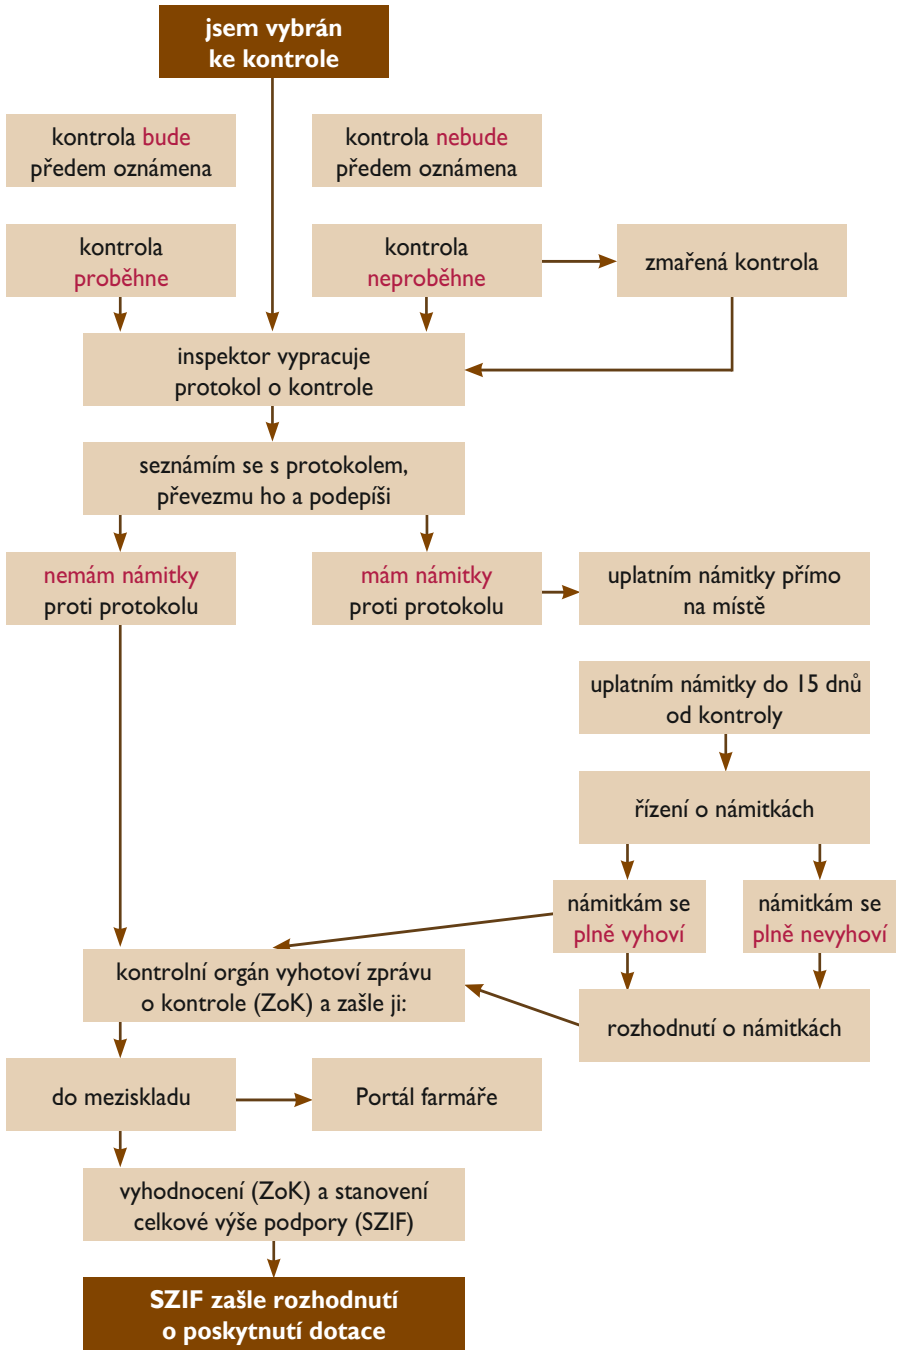 jsem vybrán
ke kontrole
kontrola bude
předem oznámena
kontrola nebude
předem oznámena
kontrola
proběhne
kontrola
neproběhne
zmařená kontrola
inspektor vypracuje
protokol o kontrole
seznámím se s protokolem,
převezmu ho a podepíši
nemám námitky
proti protokolu
mám námitky
proti protokolu
uplatním námitky přímo
na místě
uplatním námitky do 15 dnů
od kontroly
řízení o námitkách
námitkám se
plně vyhoví
námitkám se
plně nevyhoví
kontrolní orgán vyhotoví zprávu
o kontrole (ZoK) a zašle ji:
rozhodnutí o námitkách
do meziskladu
Portál farmáře
vyhodnocení (ZoK) a stanovení
celkové výše podpory (SZIF)
SZIF zašle rozhodnutí
o poskytnutí dotace